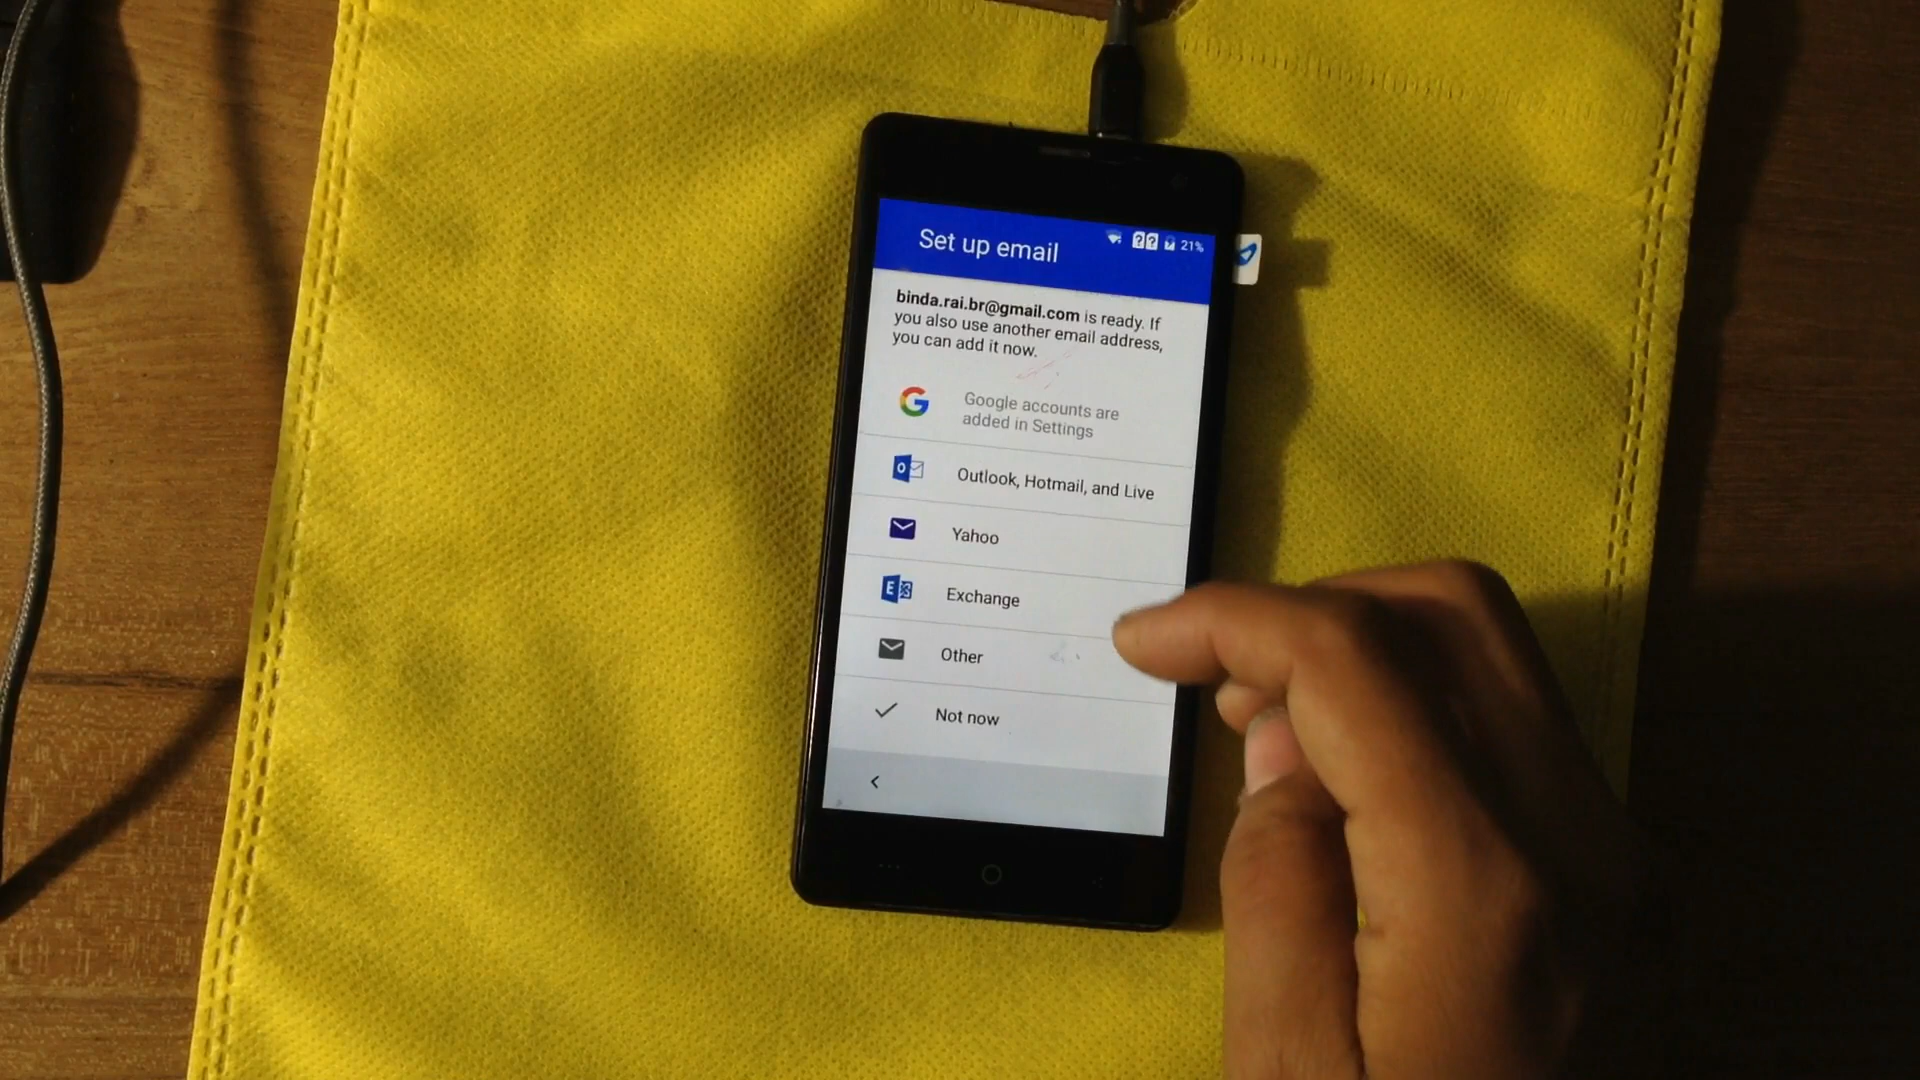 Set up email
21%
binda.rai.br@gmail.com is ready. If
you also use another email address,
you can add it now.
Google accounts are
added in Settings
Outlook, Hotmail, and Live
Yahoo
Exchange
Other
Not now